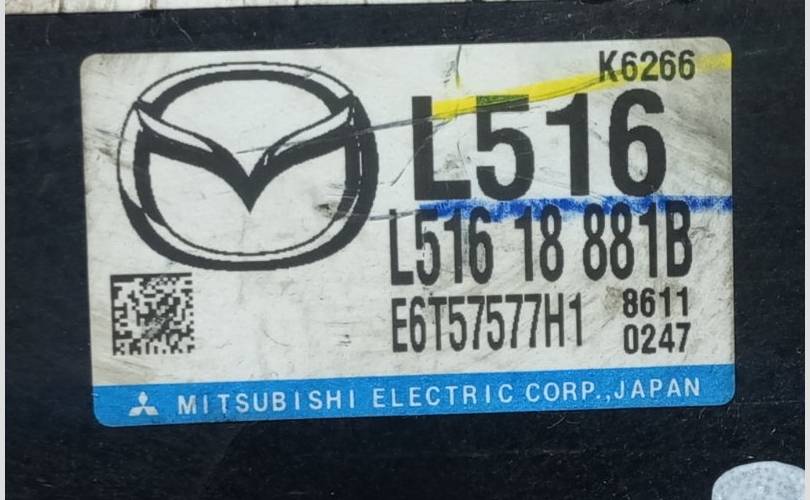 K6266
L516
L516 18 881B
E6T57577H1
8611
0247
MITSUBISHI ELECTRIC CORP.,JAPAN